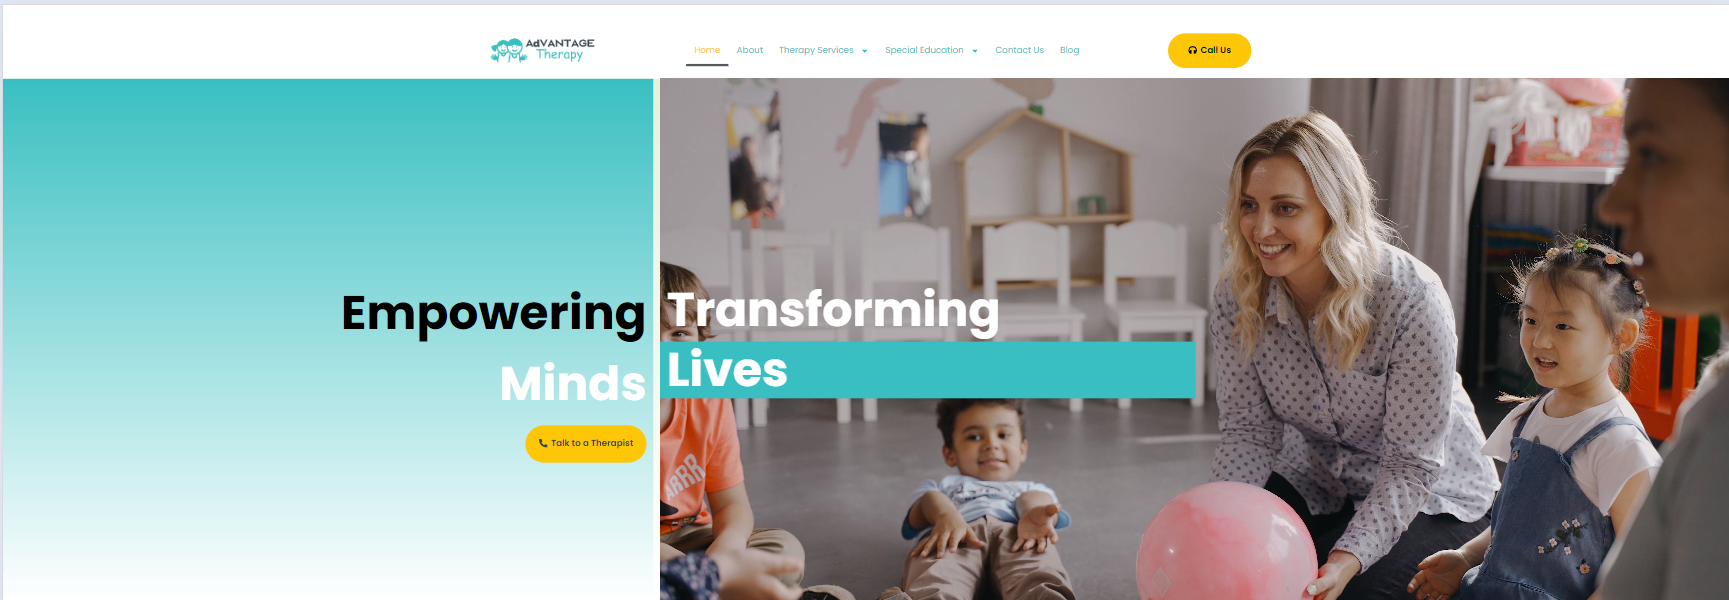 AdVANTAGE
Therapy
Home
About
Therapy Services
Special Education
Contact Us
Blog
Call Us
Empowering
Minds
Talk to a Therapist
Transforming
Lives
ARRR